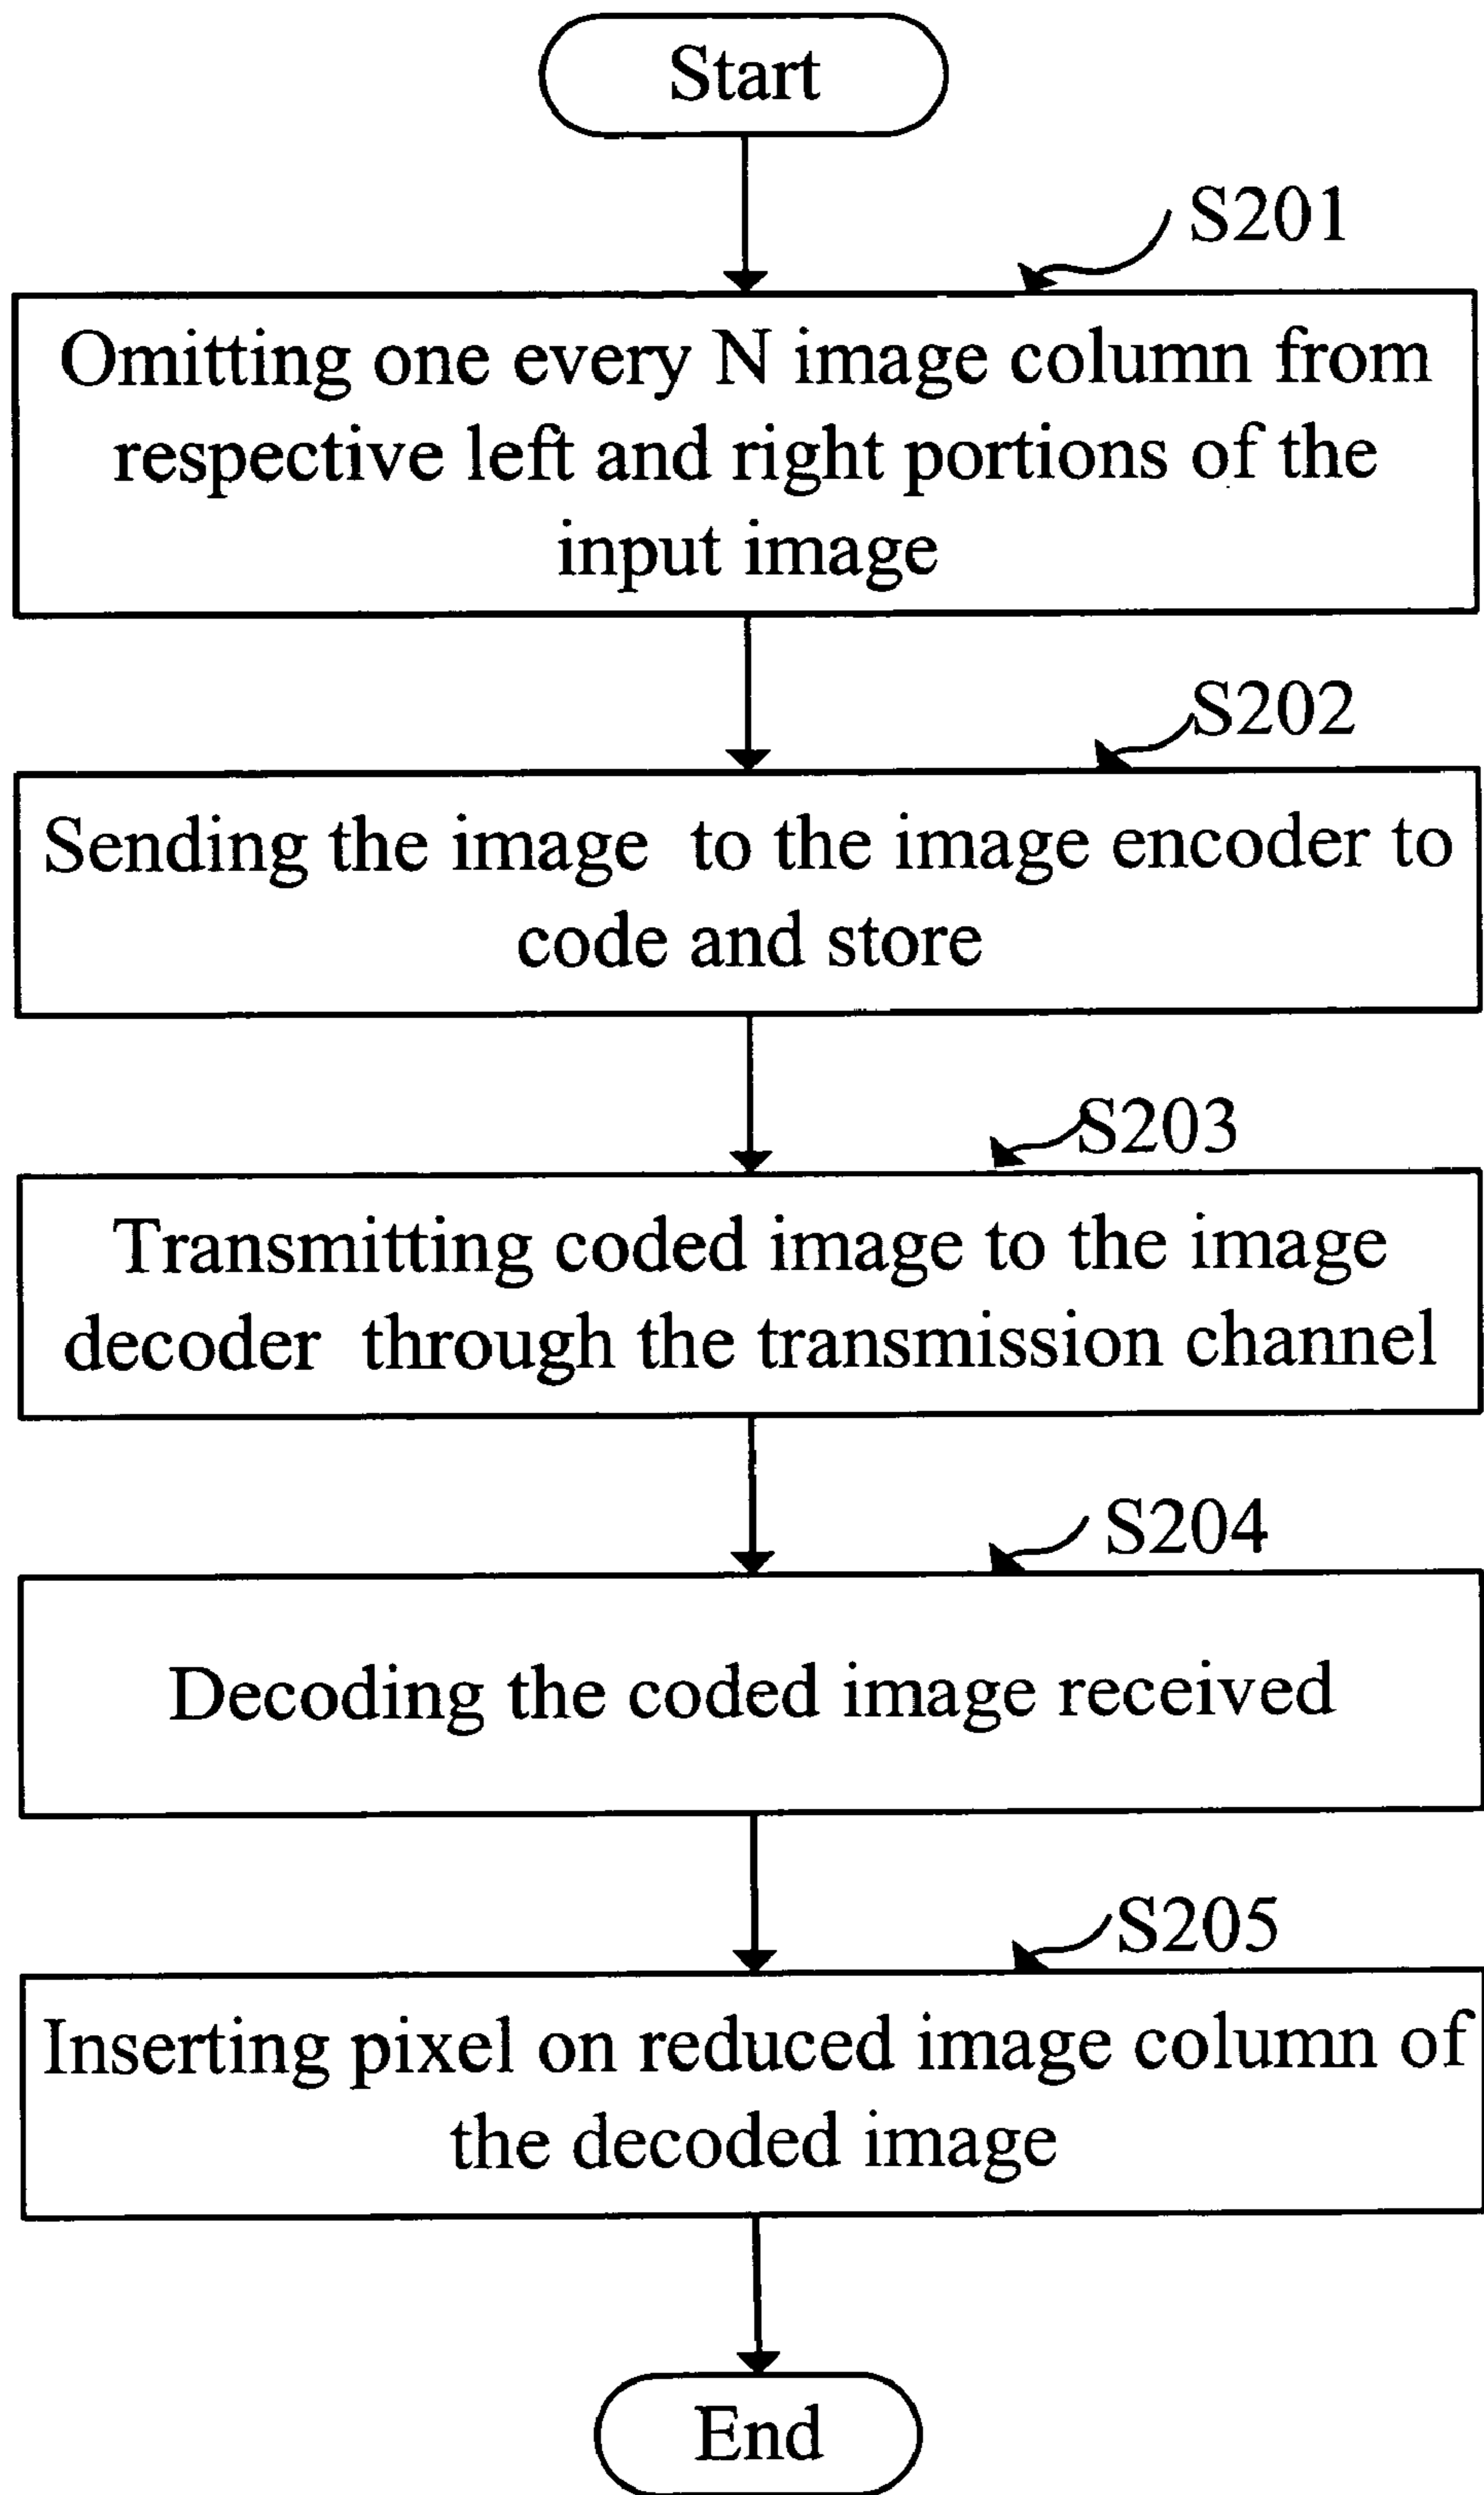 Start
S201
Omitting one every N image column from
respective left and right portions of the
input image
S202
Sending the image to the image encoder to
code and store
S203
Transmitting coded image to the image
decoder through the transmission channel
S204
Decoding the coded image received
S205
Inserting pixel on reduced image column of
the decoded image
End